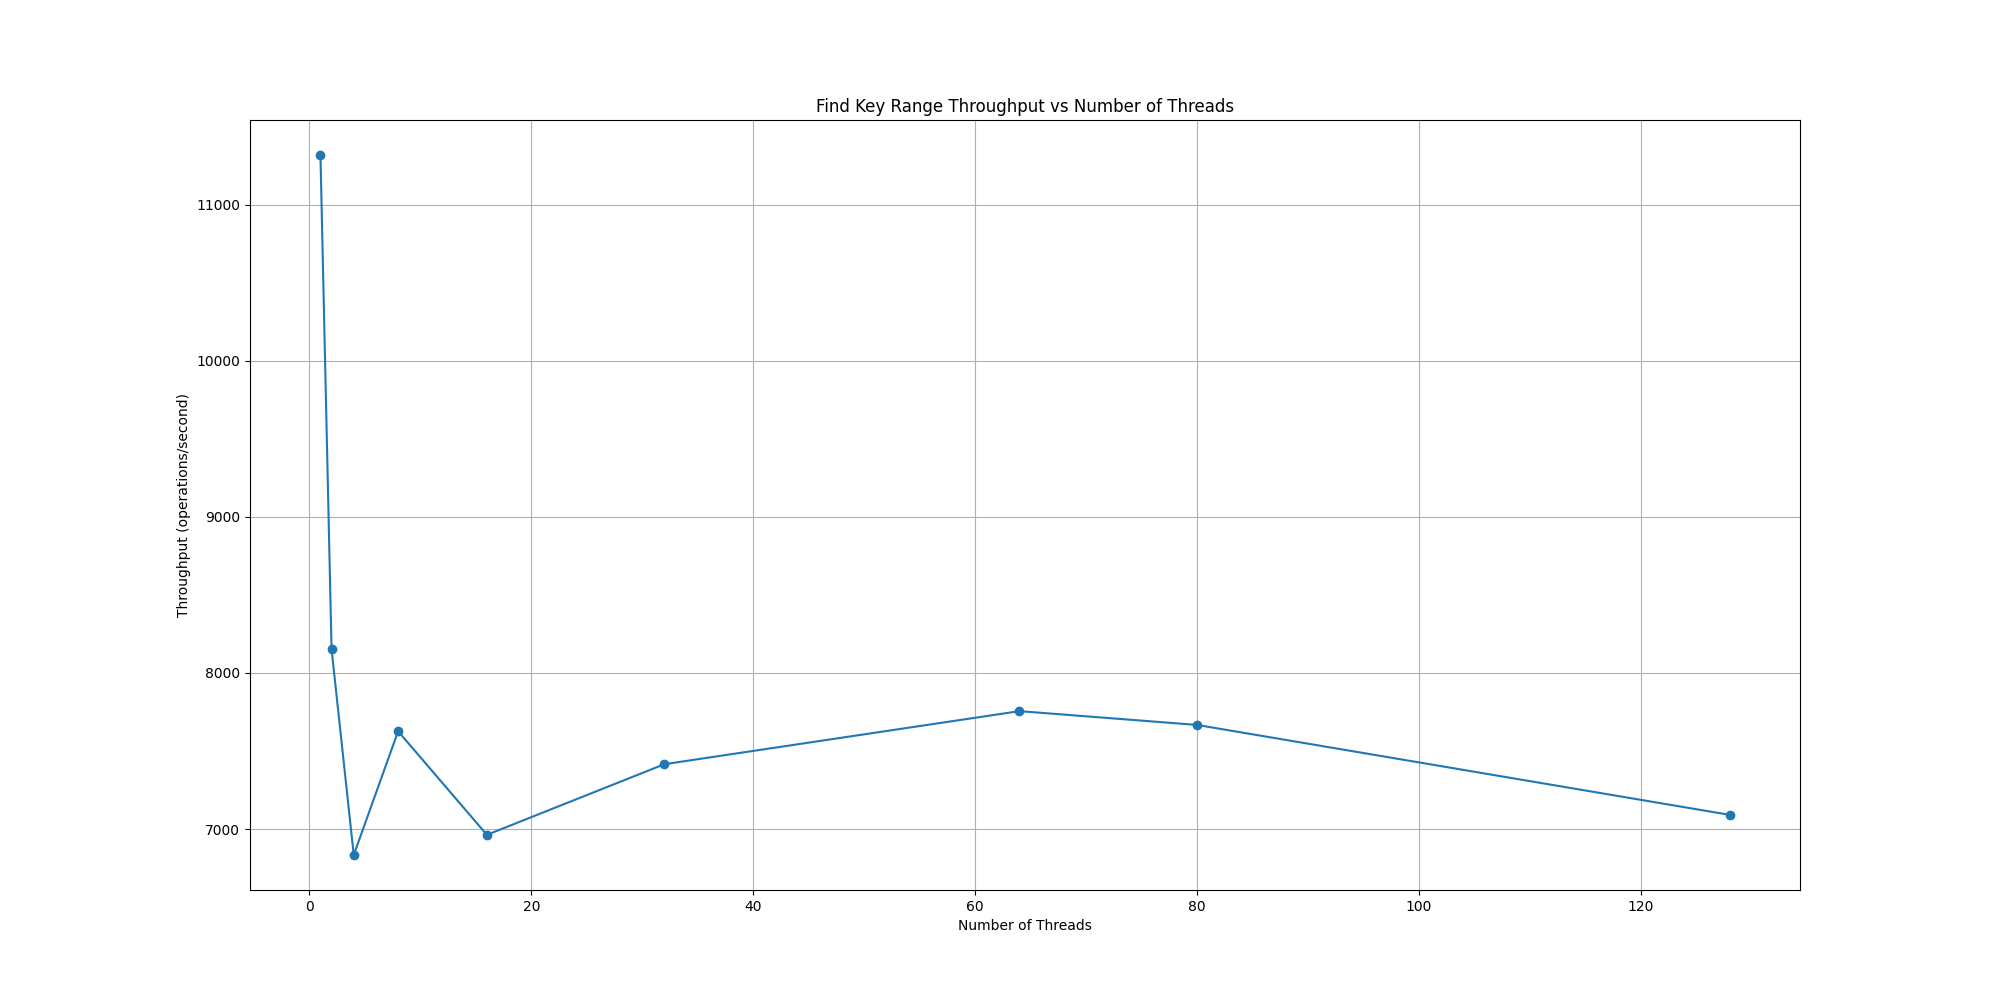 Find Key Range Throughput vs Number of Threads
Throughput (operations/second)
11000
10000
9000
8000
7000
0 20 40 60 80 100 120
Number of Threads